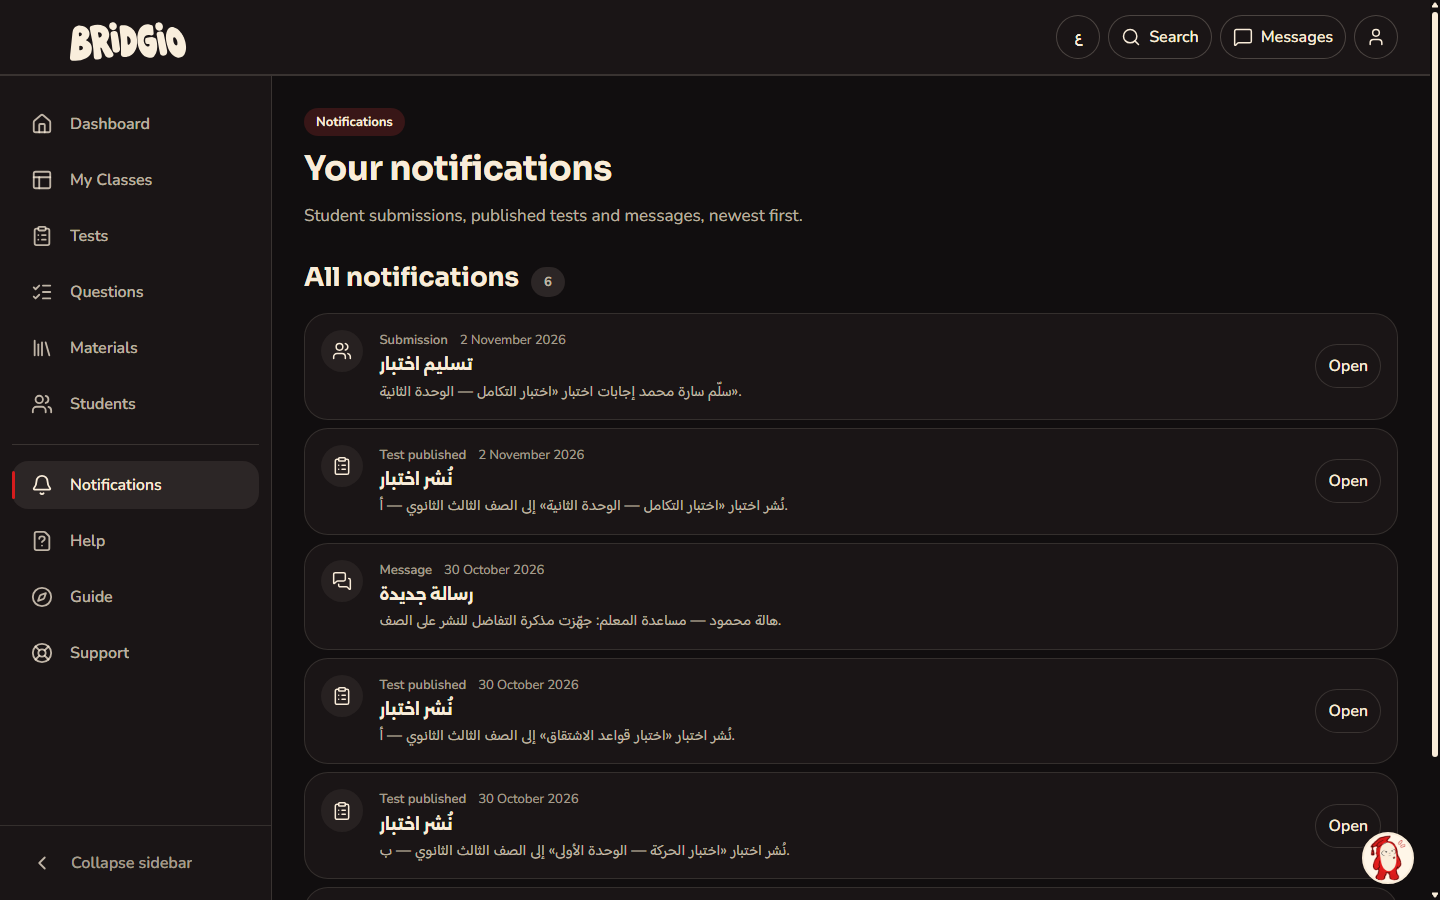 BRiDGiO
ع
Search
Messages
Dashboard
My Classes
Tests
Questions
Materials
Students
Notifications
Help
Guide
Support
Collapse sidebar
Notifications
Your notifications
Student submissions, published tests and messages, newest first.
All notifications 6
Submission 2 November 2026
تسليم اختبار
سلّم سارة محمد إجابات اختبار «اختبار التكامل — الوحدة الثانية».
Open
Test published 2 November 2026
نُشر اختبار
نُشر اختبار «اختبار التكامل — الوحدة الثانية» إلى الصف الثالث الثانوي — أ.
Open
Message 30 October 2026
رسالة جديدة
هالة محمود — مساعدة المعلم: جهّزت مذكرة التفاضل للنشر على الصف.
Test published 30 October 2026
نُشر اختبار
نُشر اختبار «اختبار قواعد الاشتقاق» إلى الصف الثالث الثانوي — أ.
Open
Test published 30 October 2026
نُشر اختبار
نُشر اختبار «اختبار الحركة — الوحدة الأولى» إلى الصف الثالث الثانوي — ب.
Open